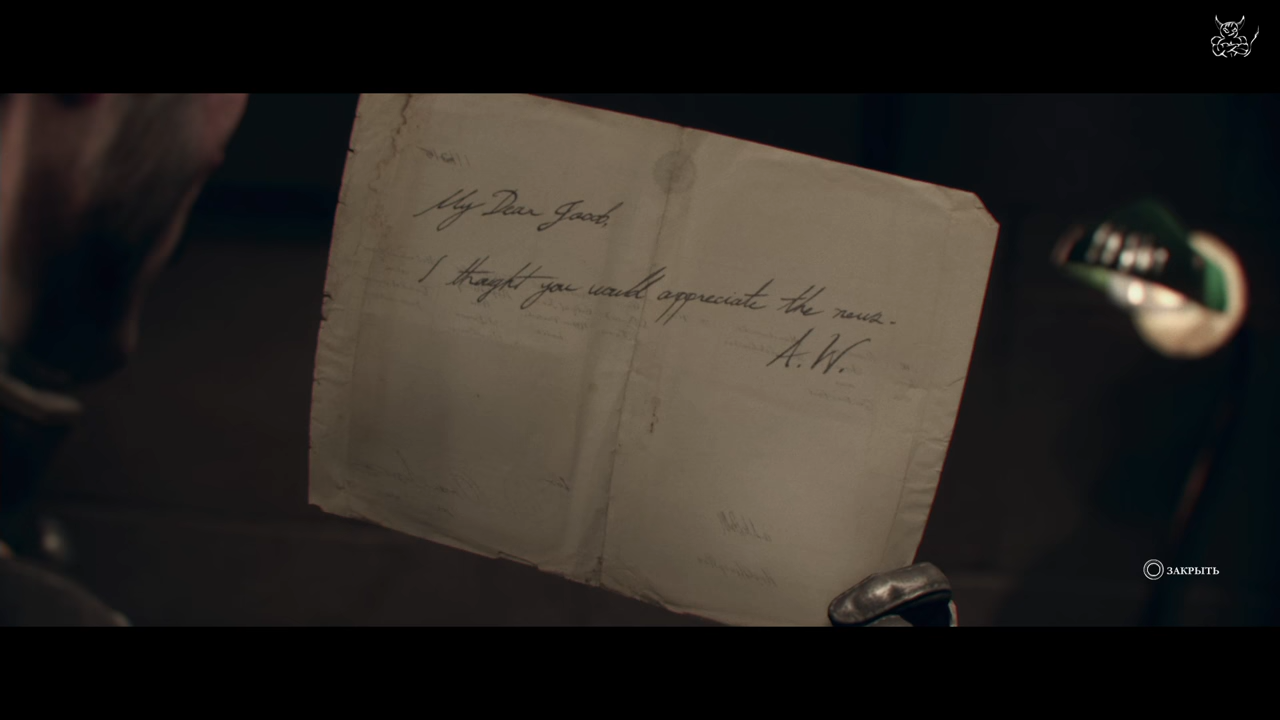 My Dear Jacob,
I thought you would appreciate the news.
A.W.
ЗАКРЫТЬ